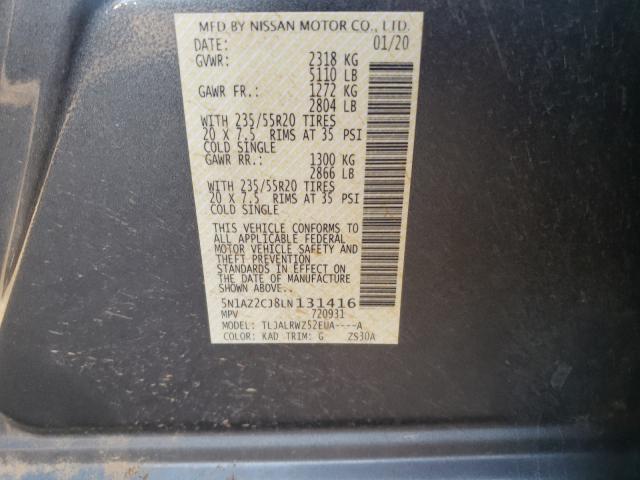 MFD BY NISSAN MOTOR CO., LTD.
DATE: 01/20
GVWR: 2318 KG
5110 LB
GAWR FR.: 1272 KG
2804 LB
WITH 235/55R20 TIRES
20 X 7.5 RIMS AT 35 PSI
COLD SINGLE
GAWR RR.: 1300 KG
2866 LB
WITH 235/55R20 TIRES
20 X 7.5 RIMS AT 35 PSI
COLD SINGLE
THIS VEHICLE CONFORMS TO
ALL APPLICABLE FEDERAL
MOTOR VEHICLE SAFETY AND
THEFT PREVENTION
STANDARDS IN EFFECT ON
THE DATE OF MANUFACTURE
SHOWN ABOVE.
5N1AZ2CJ8LN131416
MPV 720931
MODEL: TLJALRWZ52EUA----A
COLOR: KAD TRIM: G ZS30A